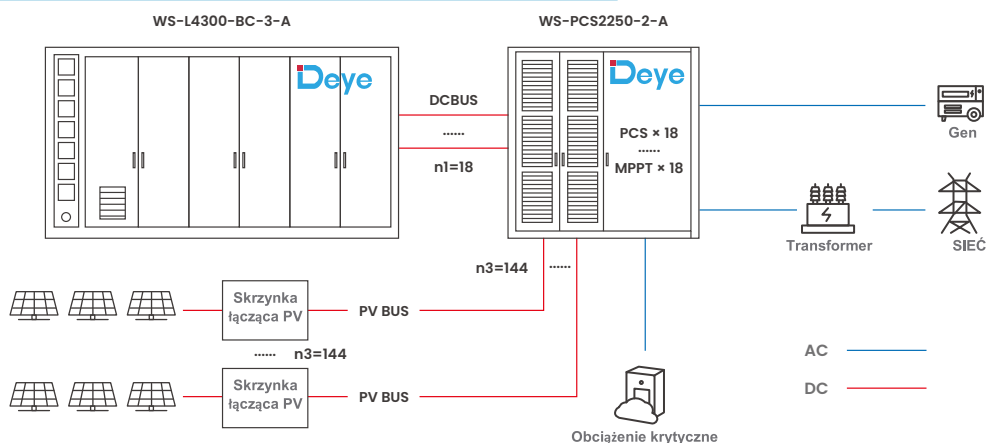 WS-L4300-BC-3-A
WS-PCS2250-2-A
Deye
Deye
DCBUS
......
n1=18
PCS × 18
......
MPPT × 18
Gen
Transformer
SIEĆ
n3=144
......
Skrzynka
łącząca PV
PV BUS
...... n3=144
Skrzynka
łącząca PV
PV BUS
AC
DC
Obciążenie krytyczne